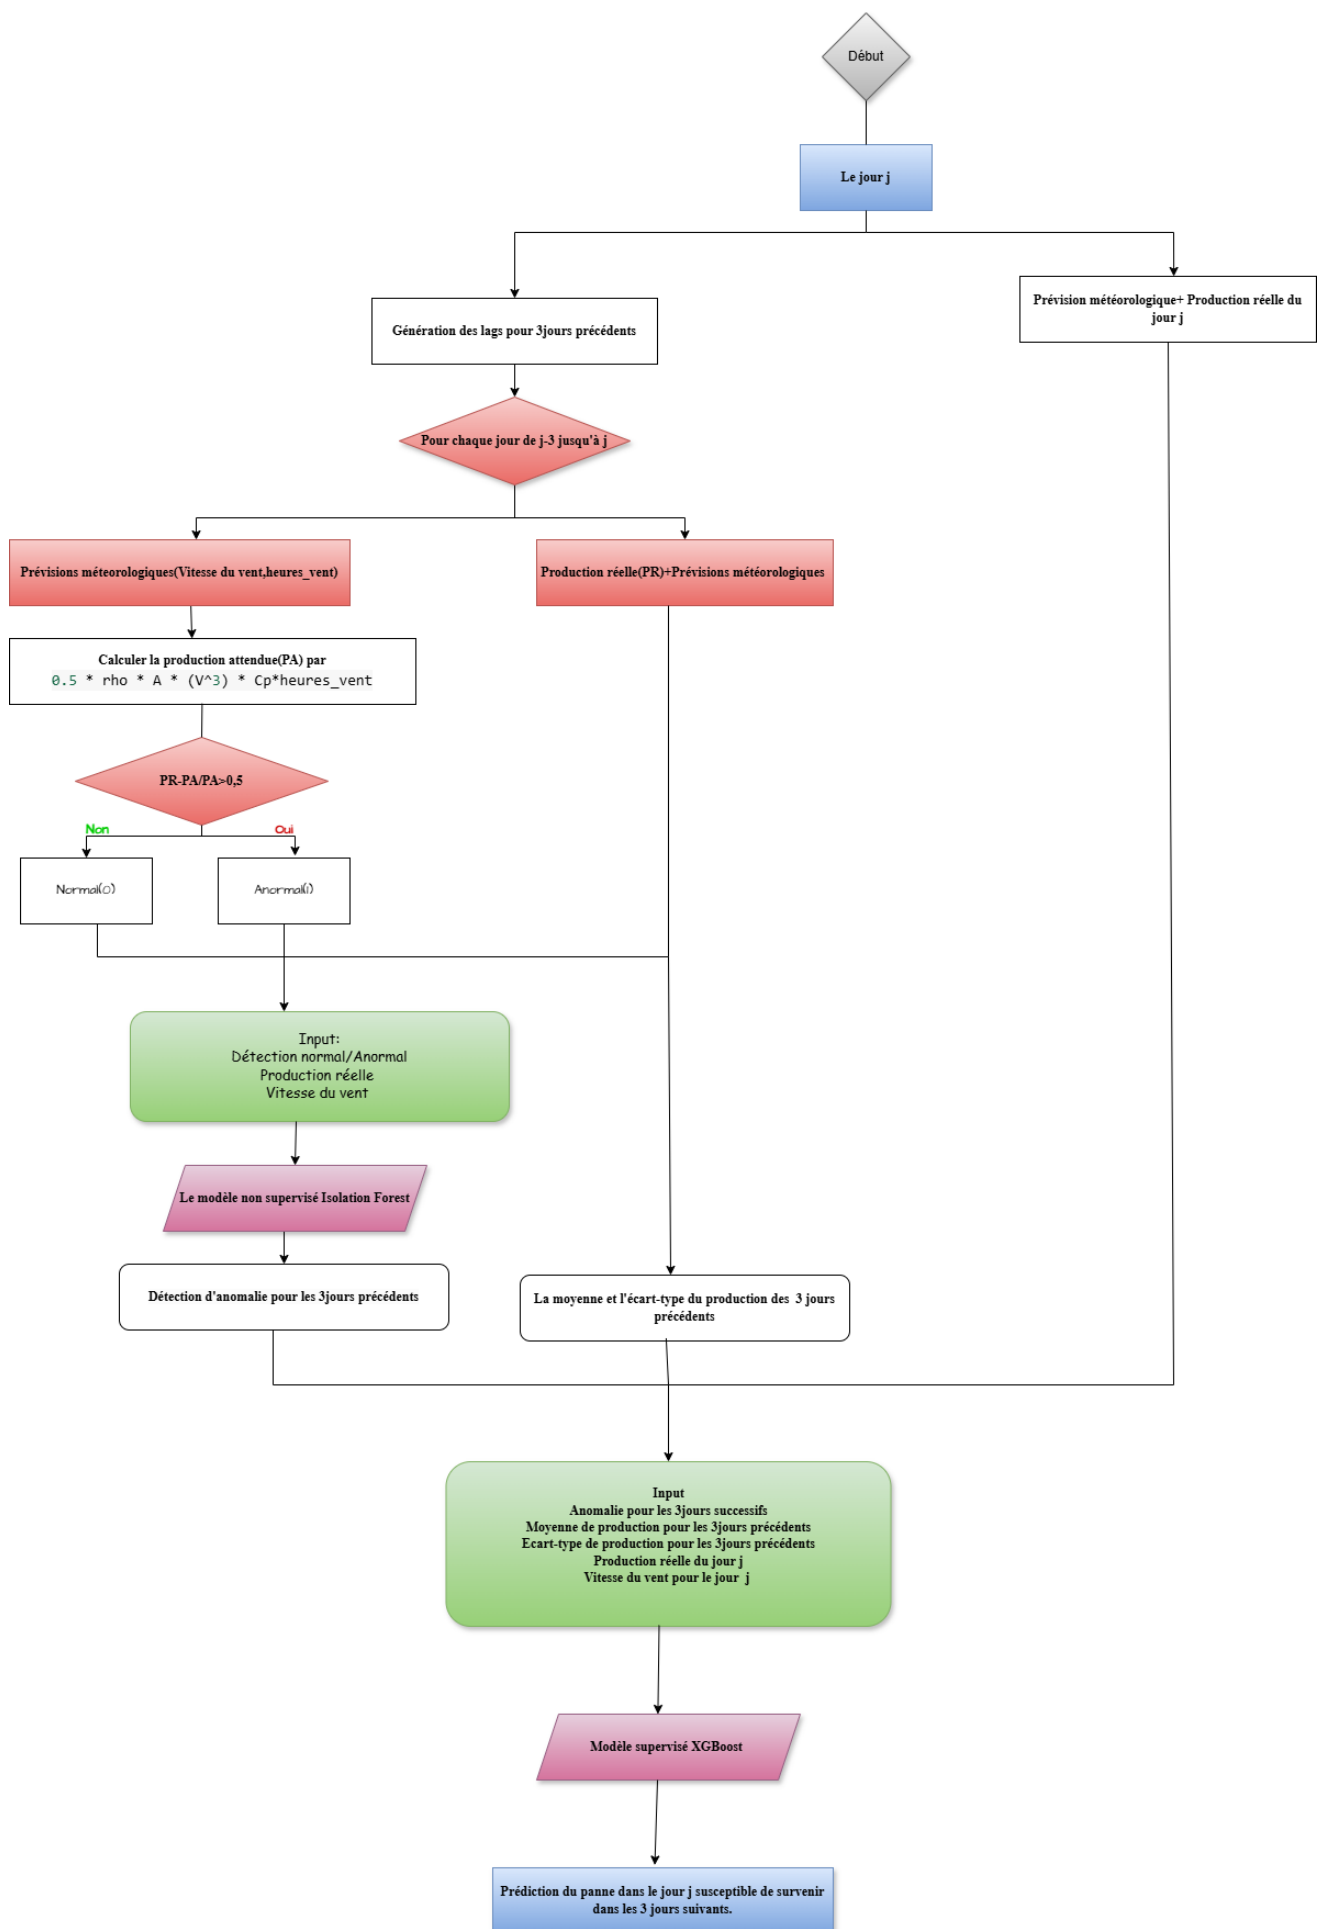 Début
Le jour j
Prévision météorologique+ Production réelle du
jour j
Génération des lags pour 3jours précédents
Pour chaque jour de j-3 jusqu'à j
Prévisions méteorologiques(Vitesse du vent,heures_vent)
Production réelle(PR)+Prévisions météorologiques
Calculer la production attendue(PA) par
0.5 * rho * A * (V^3) * Cp*heures_vent
PR-PA/PA>0,5
Non
Oui
Normal(0)
Anormal(1)
Input:
Détection normal/Anormal
Production réelle
Vitesse du vent
Le modèle non supervisé Isolation Forest
Détection d'anomalie pour les 3jours précédents
La moyenne et l'écart-type du production des 3 jours
précédents
Input
Anomalie pour les 3jours successifs
Moyenne de production pour les 3jours précédents
Ecart-type de production pour les 3jours précédents
Production réelle du jour j
Vitesse du vent pour le jour j
Modèle supervisé XGBoost
Prédiction du panne dans le jour j susceptible de survenir
dans les 3 jours suivants.